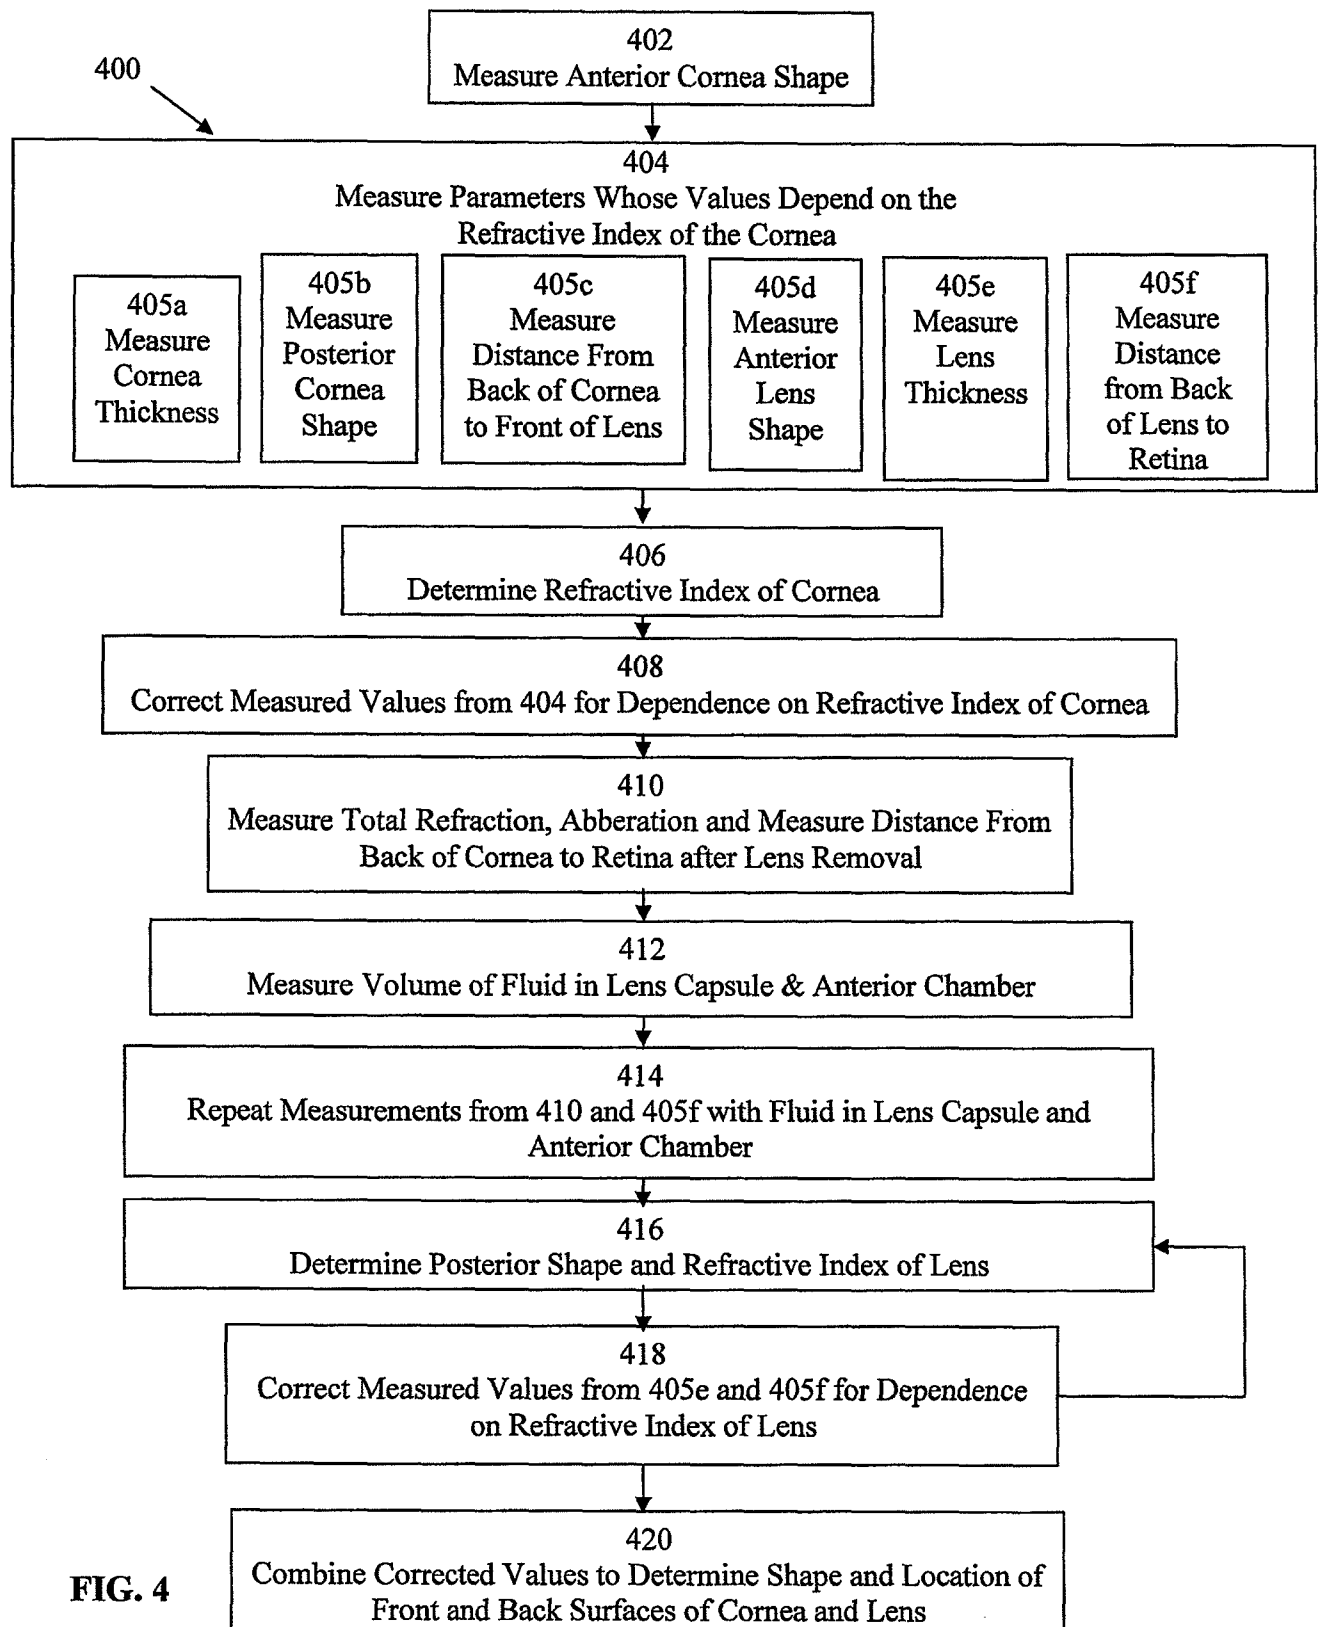 402
Measure Anterior Cornea Shape
400
404
Measure Parameters Whose Values Depend on the
Refractive Index of the Cornea
405a
Measure
Cornea
Thickness
405b
Measure
Posterior
Cornea
Shape
405c
Measure
Distance From
Back of Cornea
to Front of Lens
405d
Measure
Anterior
Lens
Shape
405e
Measure
Lens
Thickness
405f
Measure
Distance
from Back
of Lens to
Retina
406
Determine Refractive Index of Cornea
408
Correct Measured Values from 404 for Dependence on Refractive Index of Cornea
410
Measure Total Refraction, Abberation and Measure Distance From
Back of Cornea to Retina after Lens Removal
412
Measure Volume of Fluid in Lens Capsule & Anterior Chamber
414
Repeat Measurements from 410 and 405f with Fluid in Lens Capsule and
Anterior Chamber
416
Determine Posterior Shape and Refractive Index of Lens
418
Correct Measured Values from 405e and 405f for Dependence
on Refractive Index of Lens
420
Combine Corrected Values to Determine Shape and Location of
Front and Back Surfaces of Cornea and Lens
FIG. 4